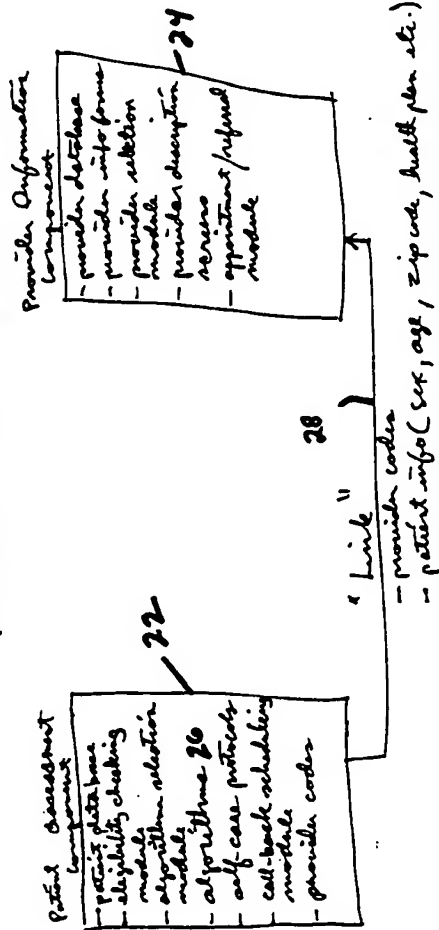 Patient assessment
Component
- patient database
- eligibility checking
module
- algorithm selection
module
- algorithms 26
- self-care protocols
- call-back scheduling
module
- provider codes
22
Provider Information
Component
- provider database
- provider info forms
- provider selection
module
- provider description
screens
- appointment/referral
module
24
28
"Link"
- provider codes
- patient info (sex, age, zip code, health plan etc.)